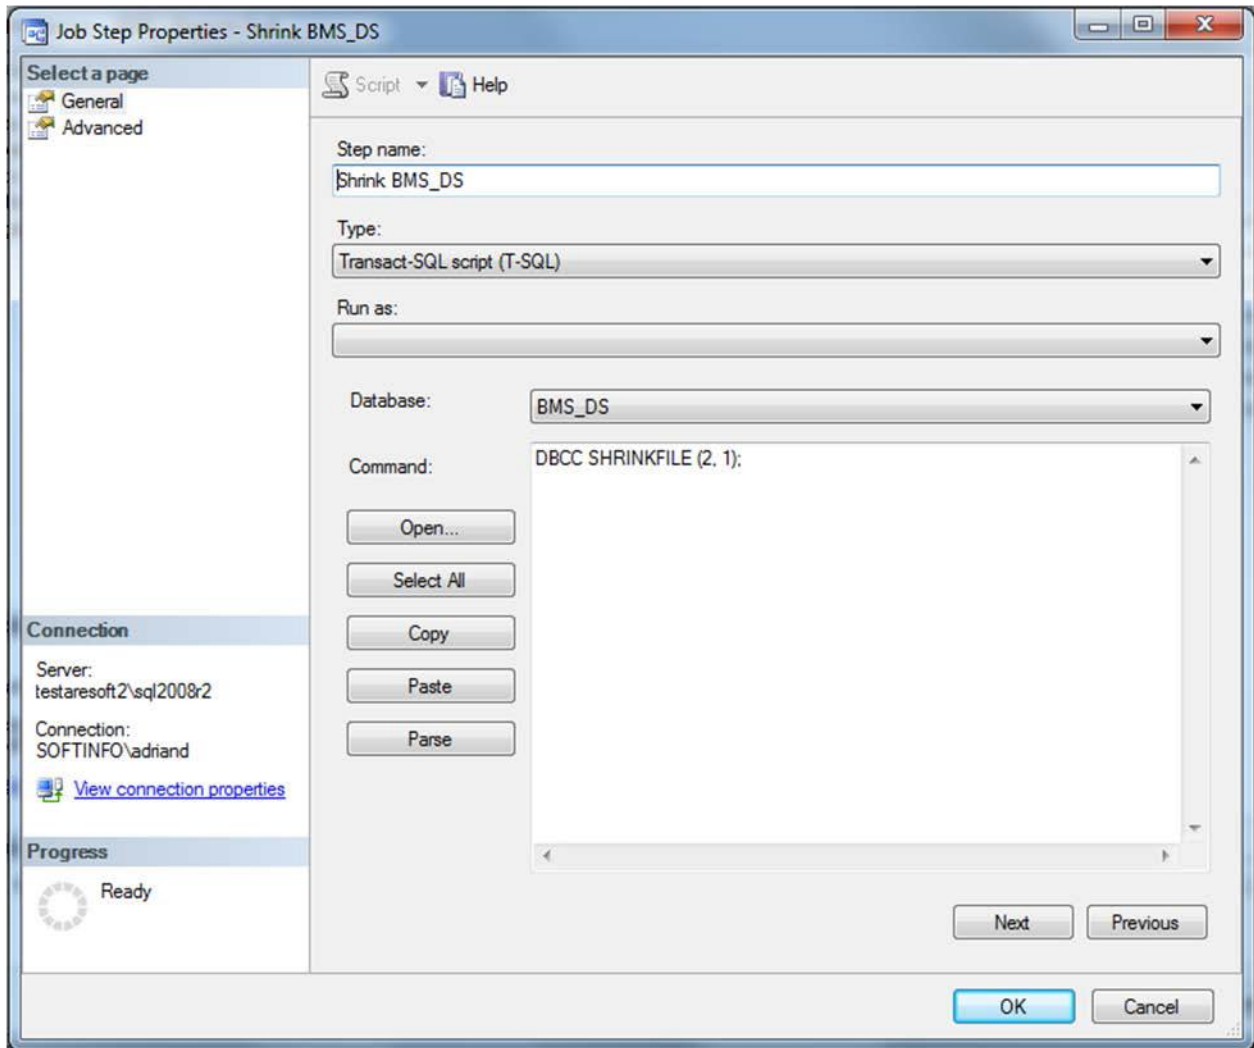 Job Step Properties - Shrink BMS_DS
Select a page
General
Advanced
Script
Help
Step name:
Shrink BMS_DS
Type:
Transact-SQL script (T-SQL)
Run as:
Database:
BMS_DS
Command:
DBCC SHRINKFILE (2, 1);
Open...
Select All
Copy
Paste
Parse
Connection
Server:
testaresoft2\sql2008r2
Connection:
SOFTINFO\adriand
View connection properties
Progress
Ready
Next
Previous
OK
Cancel